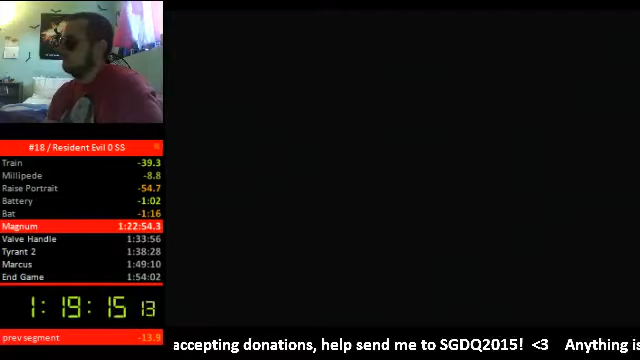 #18 / Resident Evil 0 SS
Train -39.3
Millipede -8.8
Raise Portrait -54.7
Battery -1:02
Bat -1:16
Magnum 1:22:54.3
Valve Handle 1:33:56
Tyrant 2 1:38:28
Marcus 1:49:10
End Game 1:54:02
1:19:15 13
prev segment -13.9
accepting donations, help send me to SGDQ2015! <3 Anything is